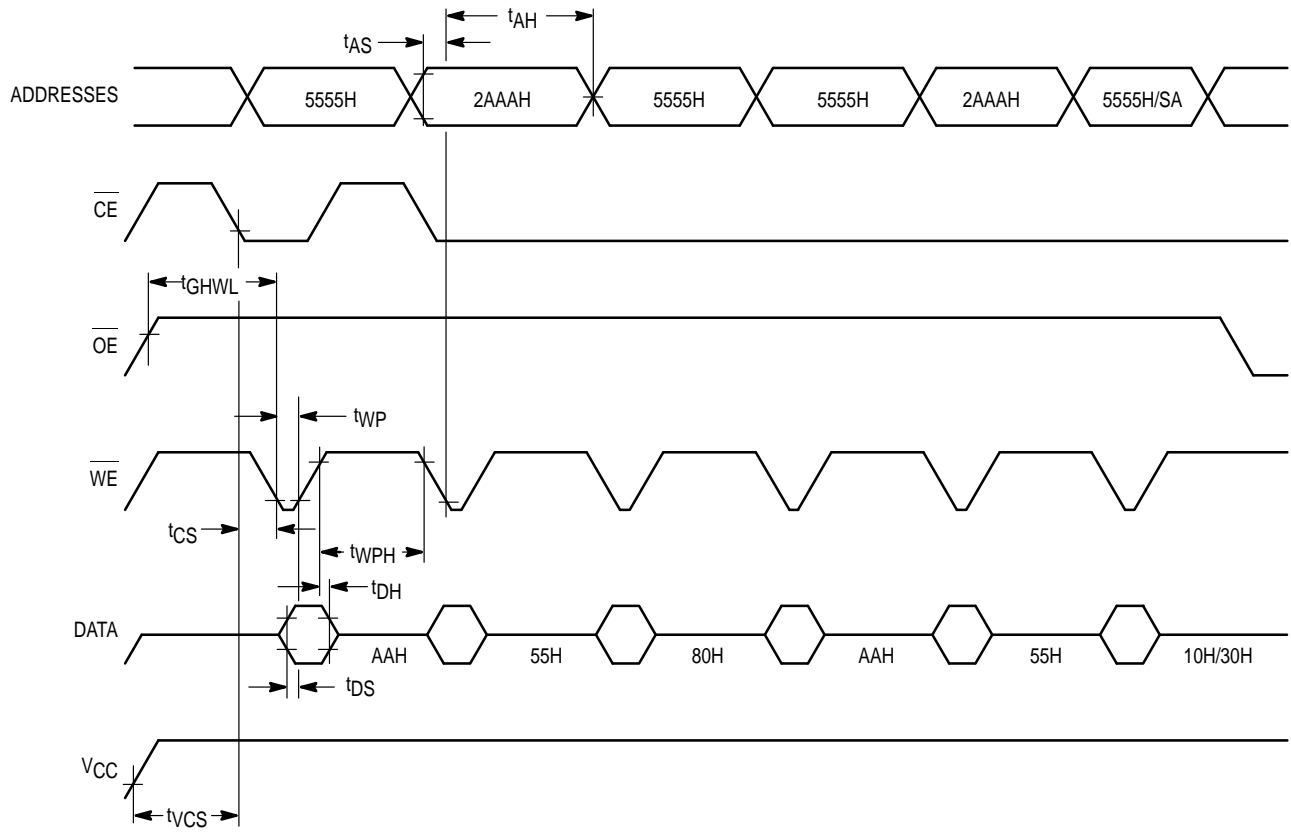 tAH
tAS
ADDRESSES
5555H 2AAAH 5555H 5555H 2AAAH 5555H/SA
CE
tGHWL
OE
tWP
WE
tCS
tWPH
tDH
DATA
AAH 55H 80H AAH 55H 10H/30H
tDS
VCC
tVCS